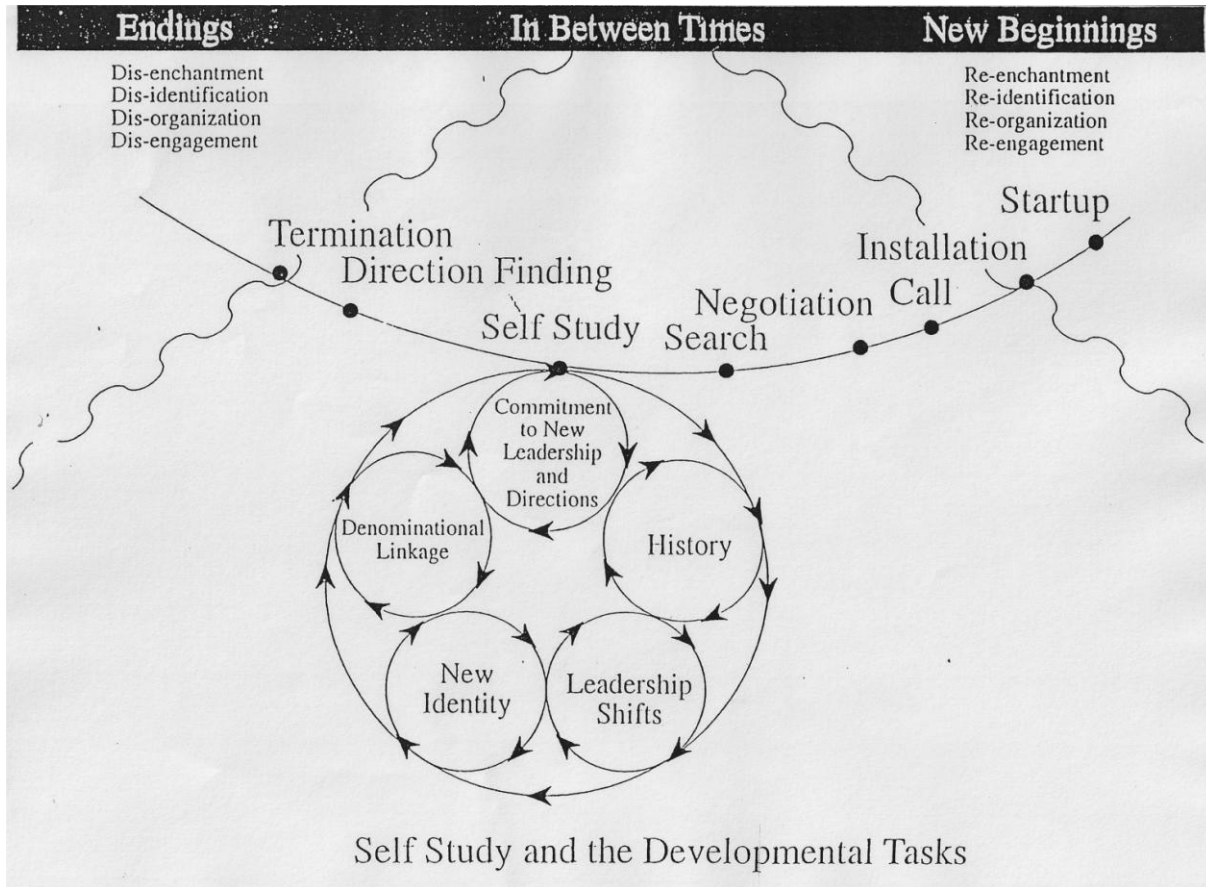 Endings
In Between Times
New Beginnings
Dis-enchantment
Dis-identification
Dis-organization
Dis-engagement
Re-enchantment
Re-identification
Re-organization
Re-engagement
Termination
Direction Finding
Self Study
Search
Negotiation
Call
Installation
Startup
Commitment
to New
Leadership
and
Directions
History
Leadership
Shifts
New
Identity
Denominational
Linkage
Self Study and the Developmental Tasks